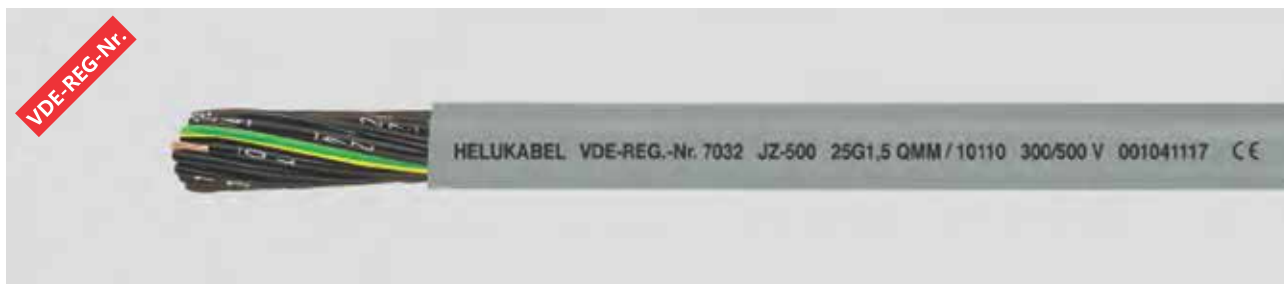 VDE-REG-Nr.
HELUKABEL VDE-REG.-Nr. 7032 JZ-500 25G1,5 QMM / 10110 300/500 V 001041117 CE